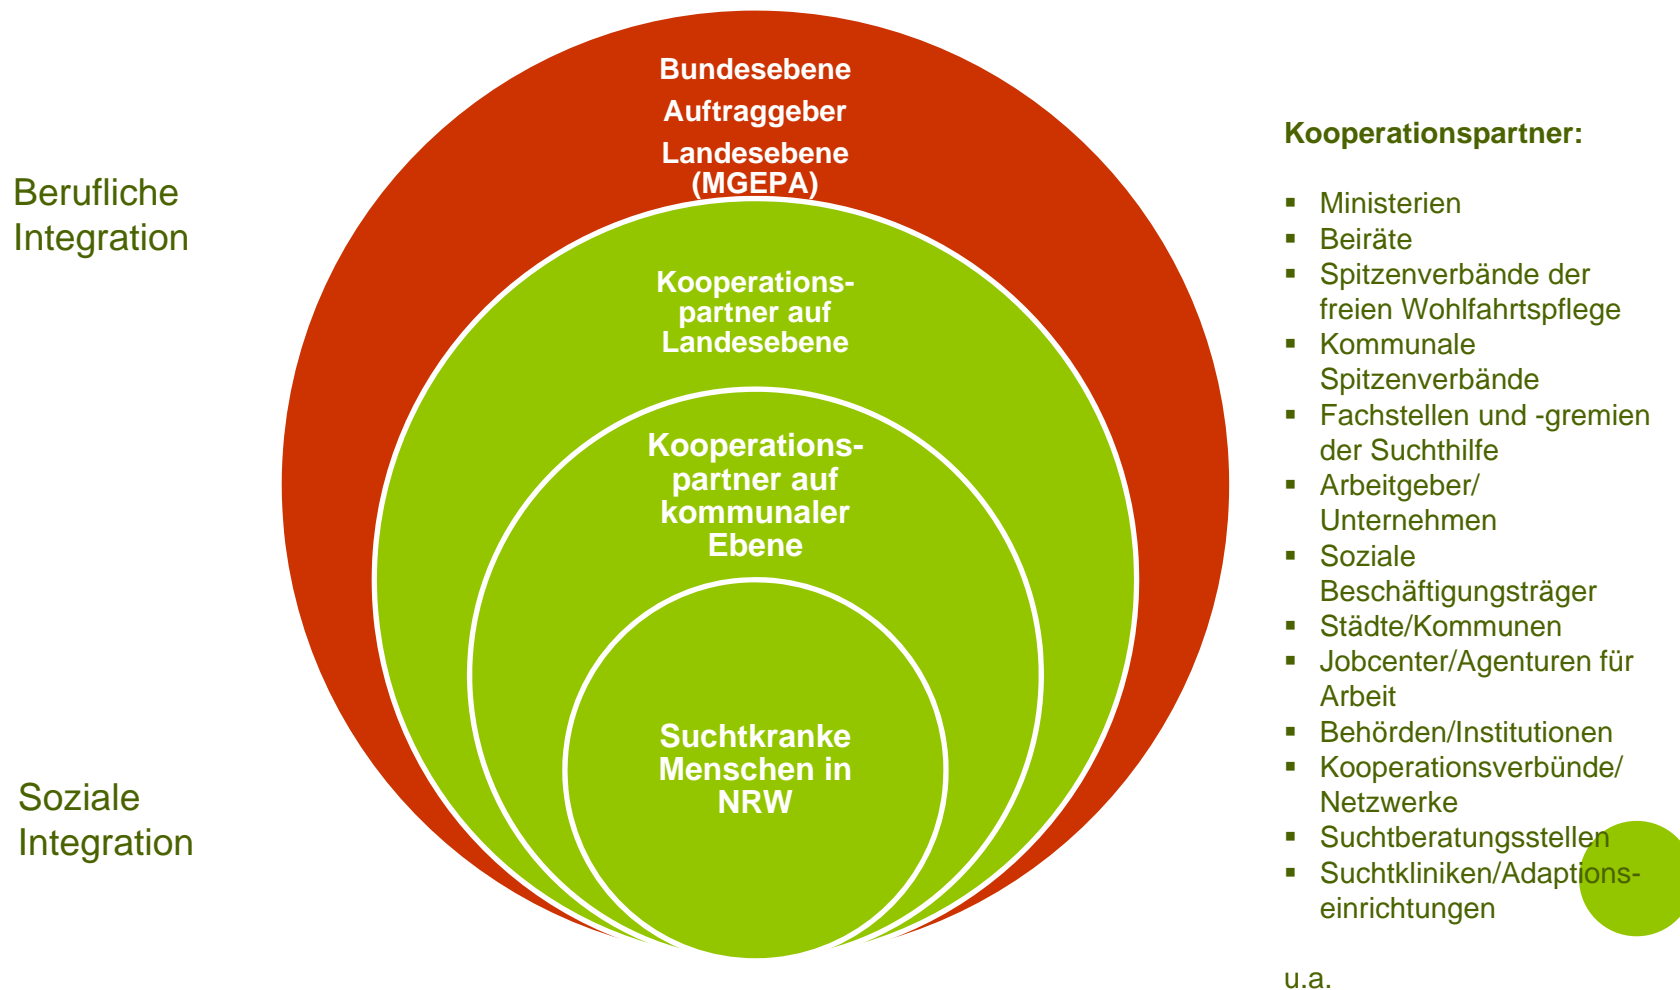 Berufliche
Integration
Soziale
Integration
Bundesebene
Auftraggeber
Landesebene
(MGEPA)
Kooperations-
partner auf
Landesebene
Kooperations-
partner auf
kommunaler
Ebene
Suchtkranke
Menschen in
NRW
Kooperationspartner:
▪ Ministerien
▪ Beiräte
▪ Spitzenverbände der
freien Wohlfahrtspflege
▪ Kommunale
Spitzenverbände
▪ Fachstellen und -gremien
der Suchthilfe
▪ Arbeitgeber/
Unternehmen
▪ Soziale
Beschäftigungsträger
▪ Städte/Kommunen
▪ Jobcenter/Agenturen für
Arbeit
▪ Behörden/Institutionen
▪ Kooperationsverbünde/
Netzwerke
▪ Suchtberatungsstellen
▪ Suchtkliniken/Adaptions-
einrichtungen
u.a.